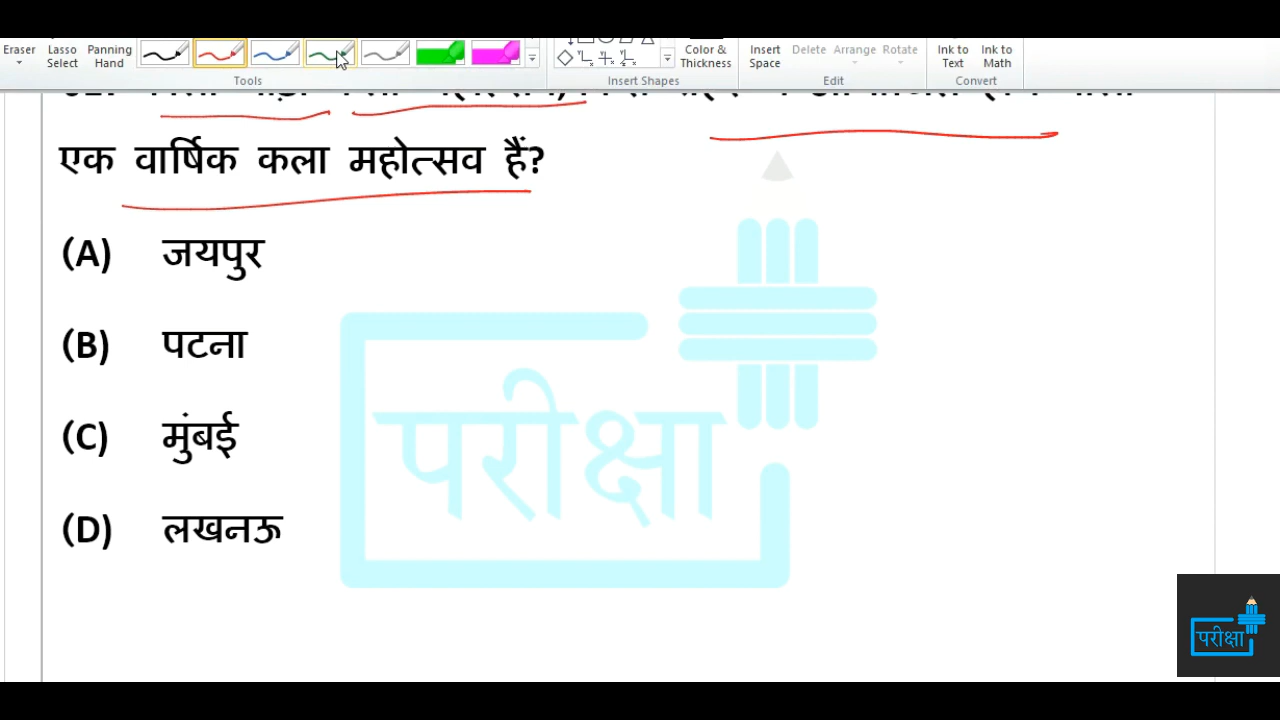 Eraser
Lasso Select
Panning Hand
Tools
Insert Shapes
Color & Thickness
Insert Space
Delete
Arrange
Rotate
Edit
Ink to Text
Ink to Math
Convert
एक वार्षिक कला महोत्सव हैं?
(A) जयपुर
(B) पटना
(C) मुंबई
(D) लखनऊ
परीक्षा
परीक्षा